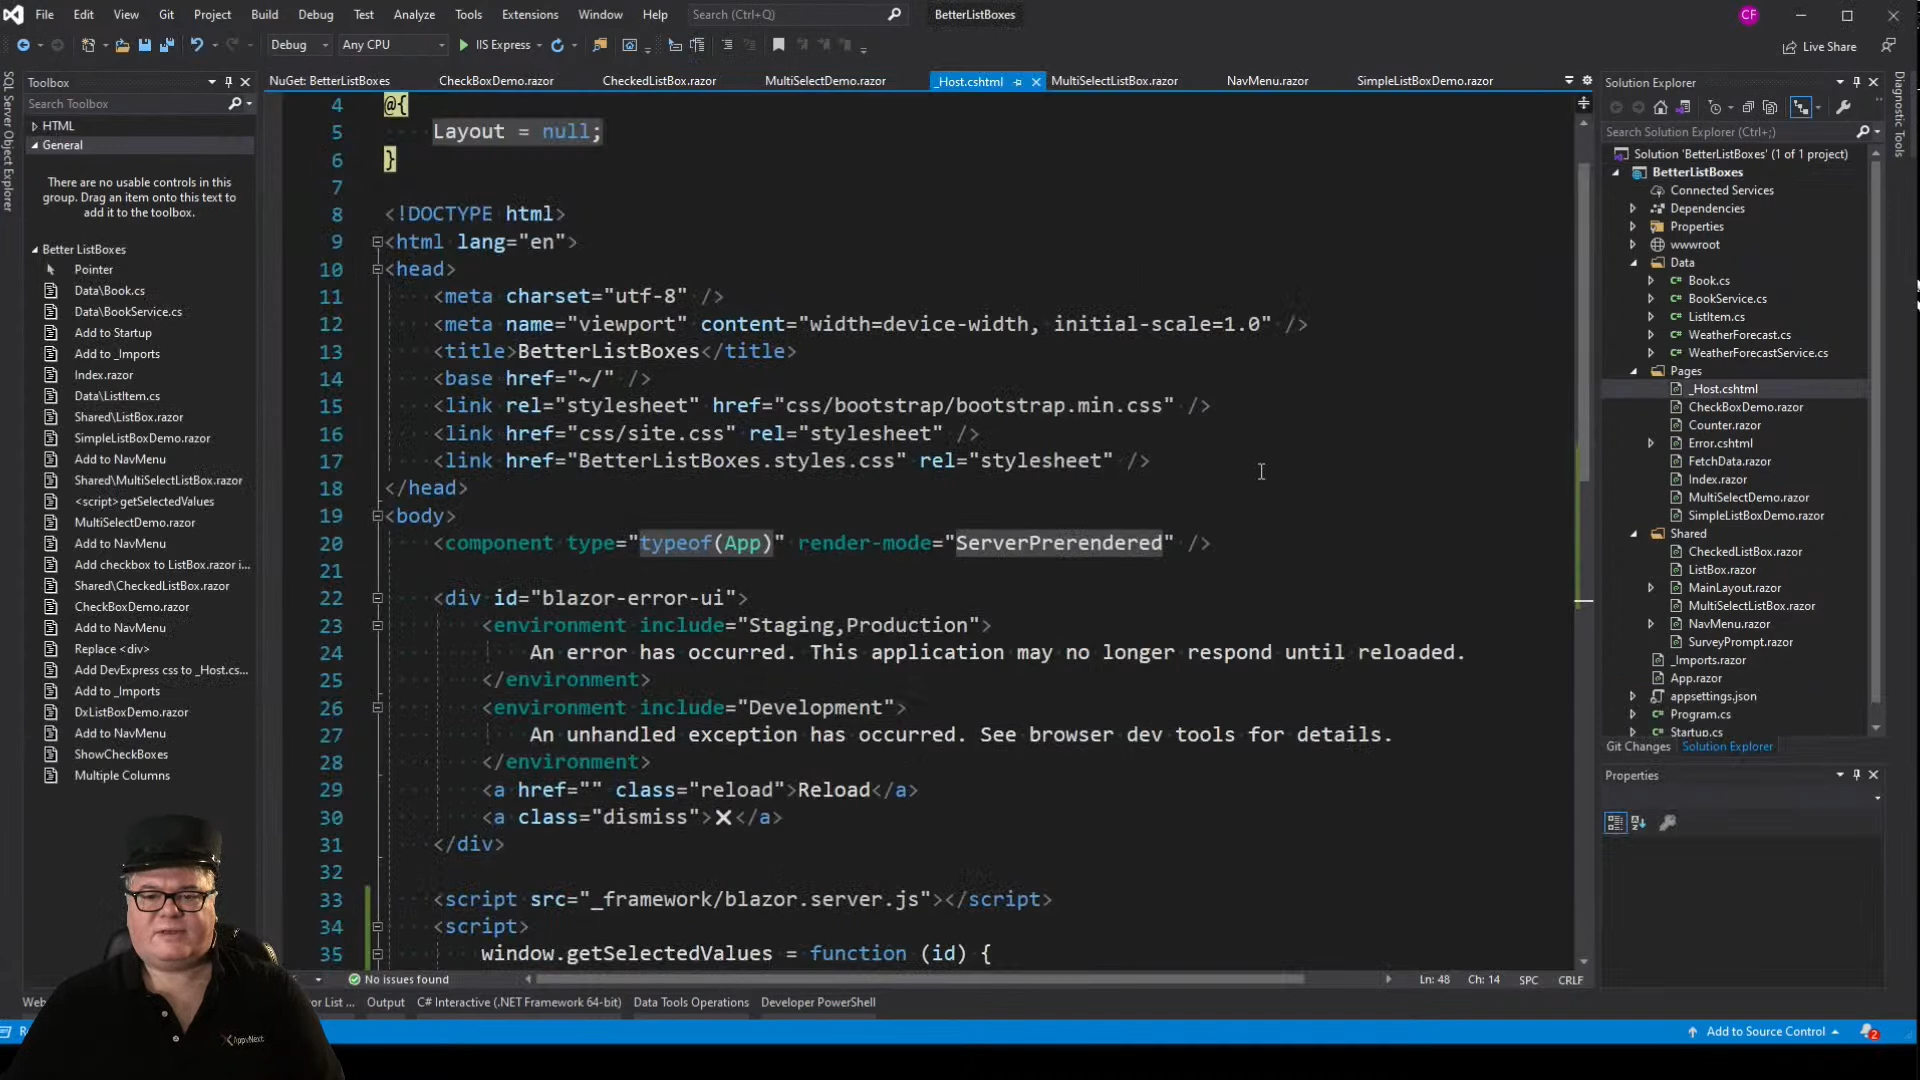 File Edit View Git Project Build Debug Test Analyze Tools Extensions Window Help Search (Ctrl+Q) BetterListBoxes CF
Debug Any CPU IIS Express Live Share
SQL Server Object Explorer
Toolbox
Search Toolbox
HTML
General
There are no usable controls in this
group. Drag an item onto this text to
add it to the toolbox.
Better ListBoxes
Pointer
Data\Book.cs
Data\BookService.cs
Add to Startup
Add to _Imports
Index.razor
Data\ListItem.cs
Shared\ListBox.razor
SimpleListBoxDemo.razor
Add to NavMenu
Shared\MultiSelectListBox.razor
<script>getSelectedValues
MultiSelectDemo.razor
Add to NavMenu
Add checkbox to ListBox.razor i...
Shared\CheckedListBox.razor
CheckBoxDemo.razor
Add to NavMenu
Replace <div>
Add DevExpress css to _Host.cs...
Add to _Imports
DxListBoxDemo.razor
Add to NavMenu
ShowCheckBoxes
Multiple Columns
NuGet: BetterListBoxes CheckBoxDemo.razor CheckedListBox.razor MultiSelectDemo.razor _Host.cshtml MultiSelectListBox.razor NavMenu.razor SimpleListBoxDemo.razor
4 @{
5 Layout = null;
6 }
7
8 <!DOCTYPE html>
9 <html lang="en">
10 <head>
11 <meta charset="utf-8" />
12 <meta name="viewport" content="width=device-width, initial-scale=1.0" />
13 <title>BetterListBoxes</title>
14 <base href="~/" />
15 <link rel="stylesheet" href="css/bootstrap/bootstrap.min.css" />
16 <link href="css/site.css" rel="stylesheet" />
17 <link href="BetterListBoxes.styles.css" rel="stylesheet" />
18 </head>
19 <body>
20 <component type="typeof(App)" render-mode="ServerPrerendered" />
21
22 <div id="blazor-error-ui">
23 <environment include="Staging,Production">
24 An error has occurred. This application may no longer respond until reloaded.
25 </environment>
26 <environment include="Development">
27 An unhandled exception has occurred. See browser dev tools for details.
28 </environment>
29 <a href="" class="reload">Reload</a>
30 <a class="dismiss">🗙</a>
31 </div>
32
33 <script src="_framework/blazor.server.js"></script>
34 <script>
35 window.getSelectedValues = function (id) {
No issues found Ln: 48 Ch: 14 SPC CRLF
Output C# Interactive (.NET Framework 64-bit) Data Tools Operations Developer PowerShell
Add to Source Control 2
Solution Explorer
Search Solution Explorer (Ctrl+;)
Solution 'BetterListBoxes' (1 of 1 project)
BetterListBoxes
Connected Services
Dependencies
Properties
wwwroot
Data
Book.cs
BookService.cs
ListItem.cs
WeatherForecast.cs
WeatherForecastService.cs
Pages
_Host.cshtml
CheckBoxDemo.razor
Counter.razor
Error.cshtml
FetchData.razor
Index.razor
MultiSelectDemo.razor
SimpleListBoxDemo.razor
Shared
CheckedListBox.razor
ListBox.razor
MainLayout.razor
MultiSelectListBox.razor
NavMenu.razor
SurveyPrompt.razor
_Imports.razor
App.razor
appsettings.json
Program.cs
Startup.cs
Git Changes Solution Explorer
Properties
Diagnostic Tools
AppvNext